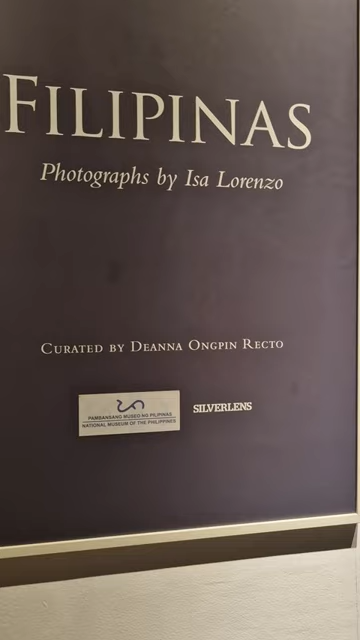 FILIPINAS
Photographs by Isa Lorenzo
CURATED BY DEANNA ONGPIN RECTO
PAMBANSANG MUSEO NG PILIPINAS
NATIONAL MUSEUM OF THE PHILIPPINES
SILVERLENS